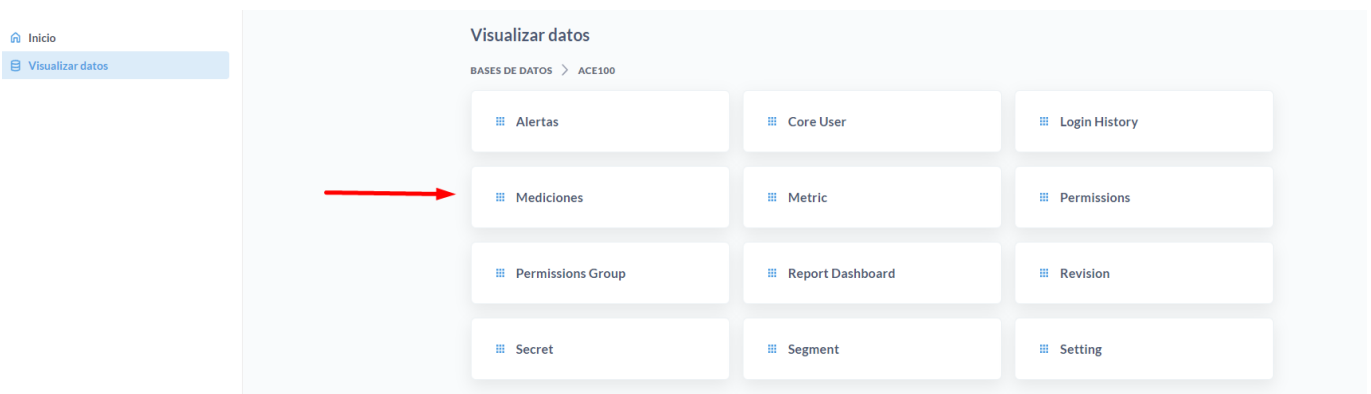 Inicio
Visualizar datos
Visualizar datos
BASES DE DATOS > ACE100
Alertas
Core User
Login History
Mediciones
Metric
Permissions
Permissions Group
Report Dashboard
Revision
Secret
Segment
Setting